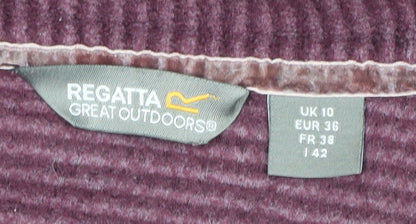 REGATTA
GREAT OUTDOORS®
UK 10
EUR 36
FR 38
I 42